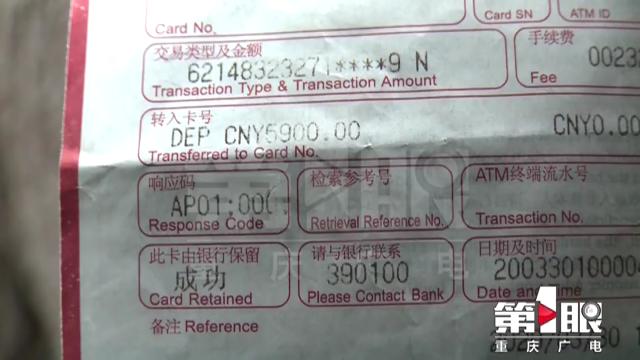 Card No.
Card SN
ATM ID
交易类型及金额
手续费
62148323271****9 N
0023
Transaction Type & Transaction Amount
Fee
转入卡号
DEP CNY5900.00
CNY0.00
Transferred to Card No.
响应码
检索参考号
ATM终端流水号
AP01:000
Response Code
Retrieval Reference No.
Transaction No.
此卡由银行保留
请与银行联系
日期及时间
成功
390100
20033010000
Card Retained
Please Contact Bank
Date and Time
备注 Reference
第1眼
重庆广电